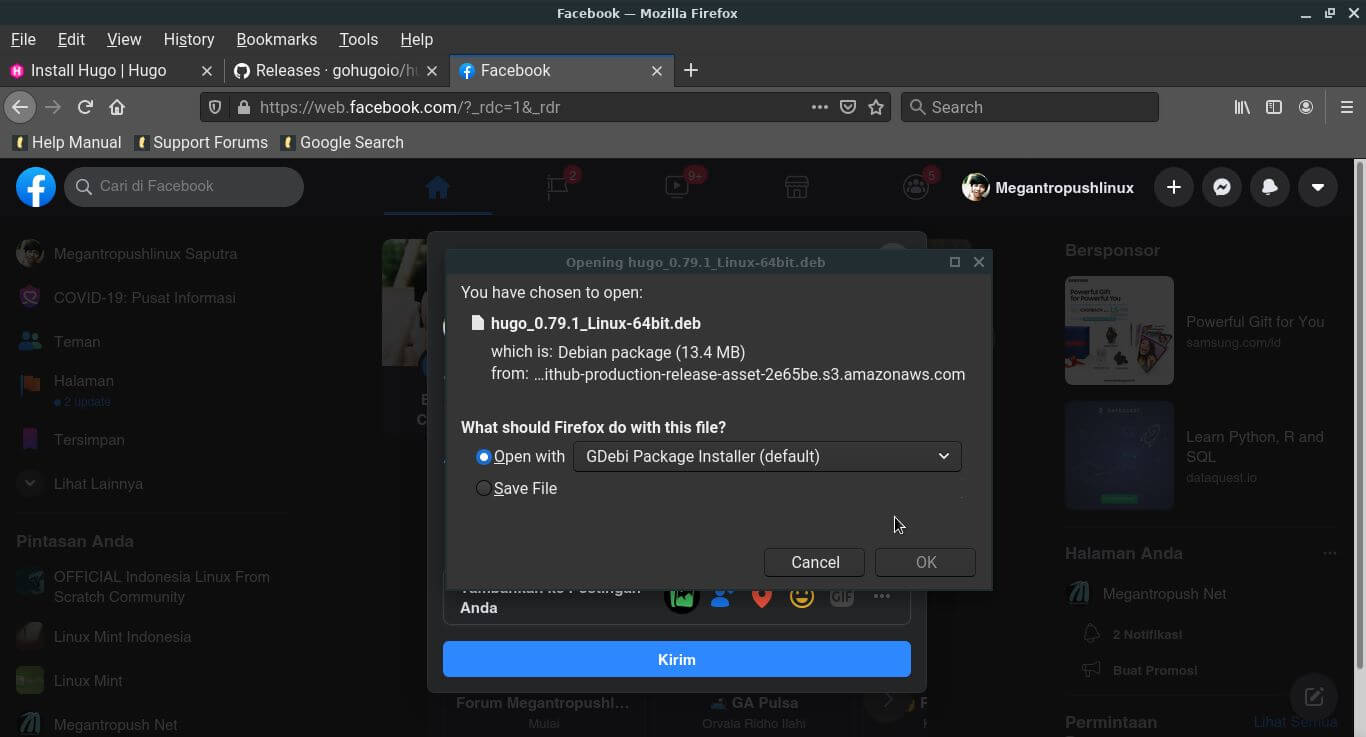 Facebook — Mozilla Firefox
File Edit View History Bookmarks Tools Help
Install Hugo | Hugo
Releases · gohugoio/hu
Facebook
https://web.facebook.com/?_rdc=1&_rdr
Search
Help Manual
Support Forums
Google Search
Cari di Facebook
2
9+
5
Megantropushlinux
Megantropushlinux Saputra
COVID-19: Pusat Informasi
Teman
Halaman
2 update
Tersimpan
Lihat Lainnya
Pintasan Anda
OFFICIAL Indonesia Linux From
Scratch Community
Linux Mint Indonesia
Linux Mint
Megantropush Net
Opening hugo_0.79.1_Linux-64bit.deb
You have chosen to open:
hugo_0.79.1_Linux-64bit.deb
which is: Debian package (13.4 MB)
from: …ithub-production-release-asset-2e65be.s3.amazonaws.com
What should Firefox do with this file?
Open with
GDebi Package Installer (default)
Save File
Cancel
OK
Tambahkan ke Postingan
Anda
GIF
Kirim
Forum Megantropushl...
Mulai
GA Pulsa
Orvala Ridho Ilahi
Bersponsor
Powerful Gift
for Powerful You
Powerful Gift for You
samsung.com/id
DATAQUEST
Learn Python, R and
SQL
dataquest.io
Halaman Anda
Megantropush Net
2 Notifikasi
Buat Promosi
Permintaan
Lihat Semua